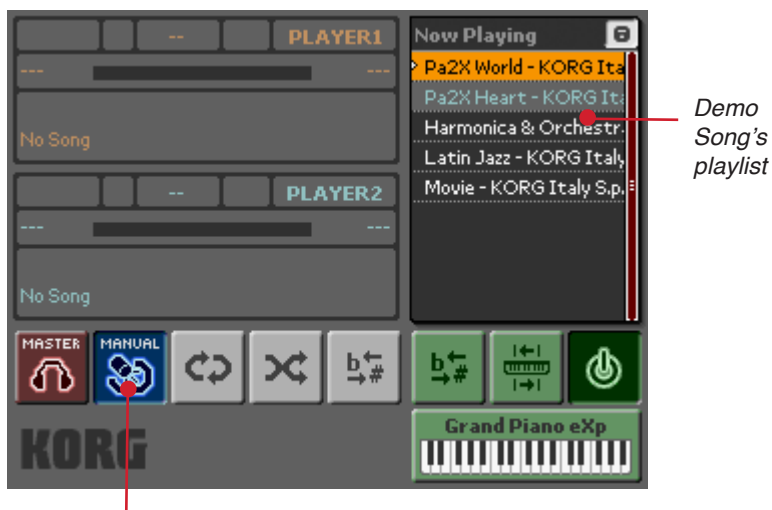 -- PLAYER1
--- ---
No Song
-- PLAYER2
--- ---
No Song
Now Playing
Pa2X World - KORG Ita
Pa2X Heart - KORG Ita
Harmonica & Orchestr
Latin Jazz - KORG Italy
Movie - KORG Italy S.p.
Demo
Song's
playlist
MASTER
MANUAL
b #
b #
KORG
Grand Piano eXp